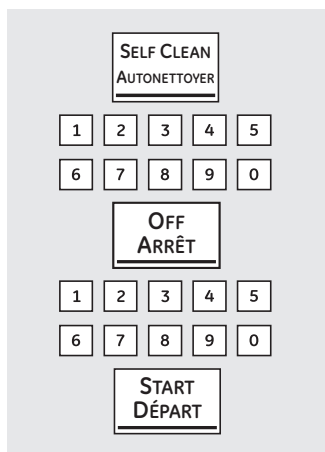 SELF CLEAN
AUTONETTOYER
1 2 3 4 5
6 7 8 9 0
OFF
ARRÊT
1 2 3 4 5
6 7 8 9 0
START
DÉPART